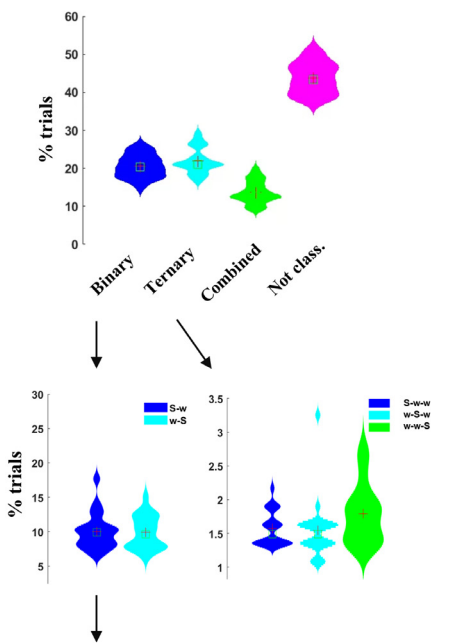 % trials
60
50
40
30
20
10
0
Binary
Ternary
Combined
Not class.
% trials
30
25
20
15
10
5
S-w
w-S
3.5
3
2.5
2
1.5
1
S-w-w
w-S-w
w-w-S